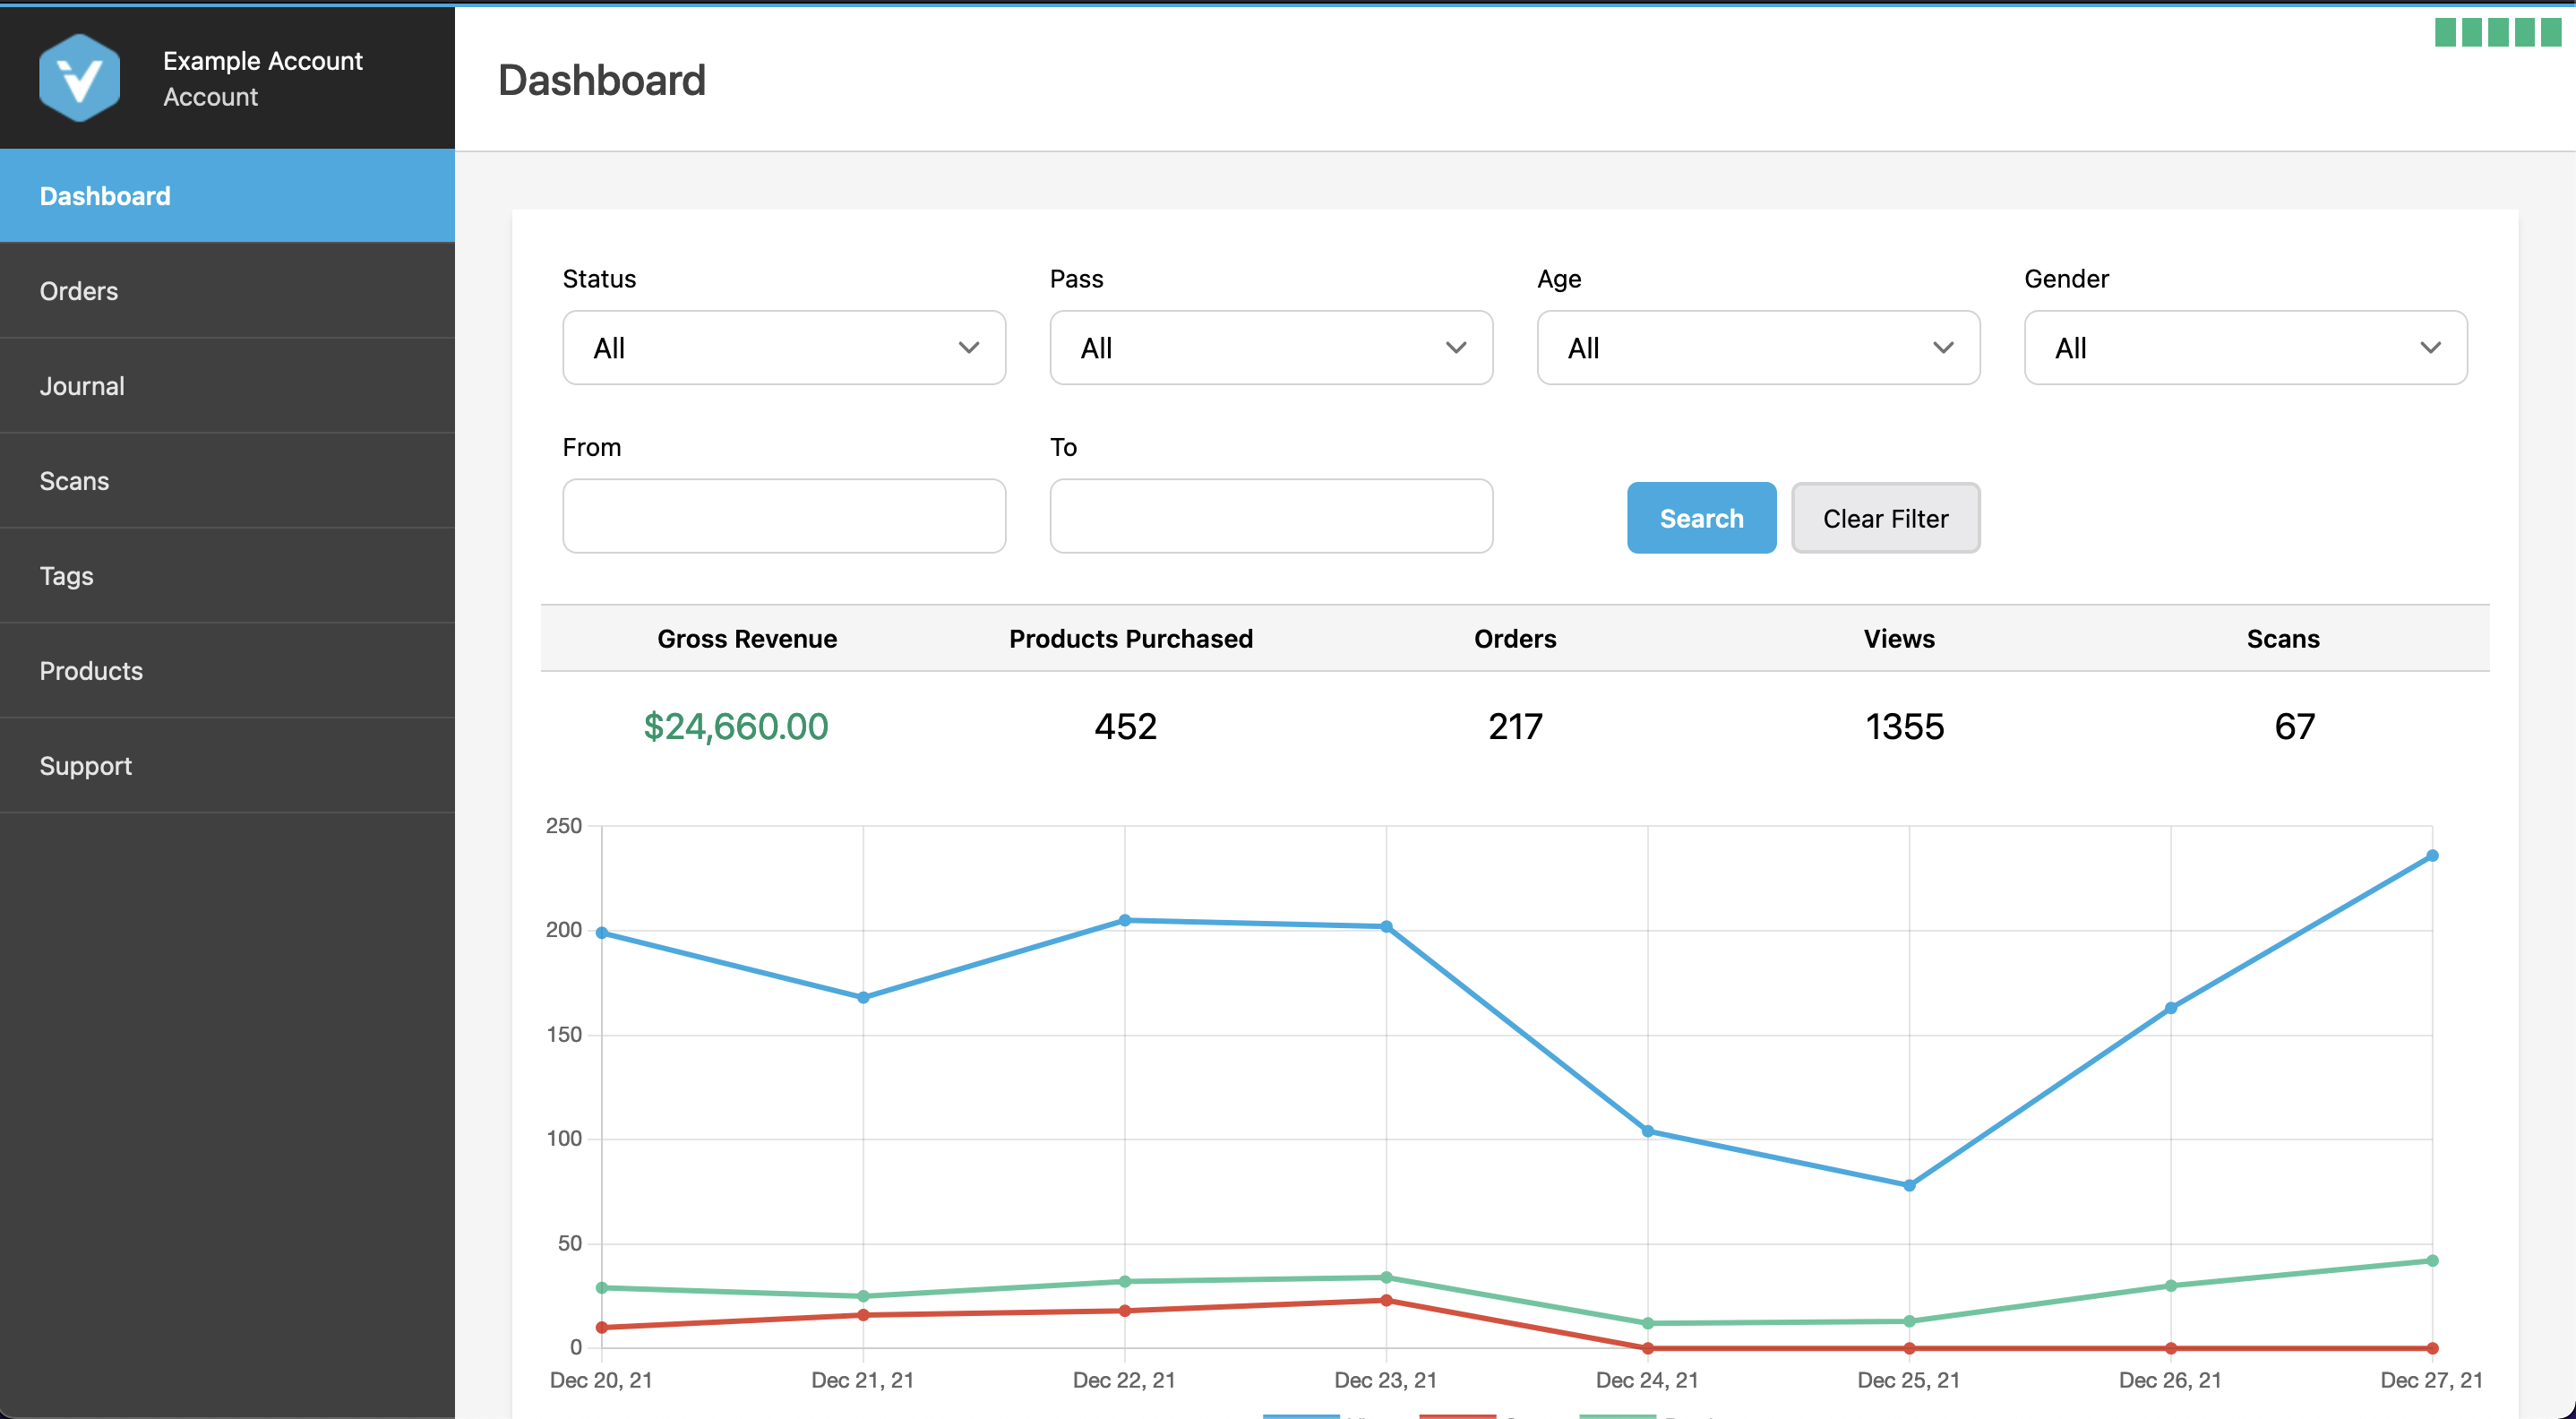 Example Account
Account
Dashboard
Dashboard
Orders
Journal
Scans
Tags
Products
Support
Status Pass Age Gender
All All All All
From To
Search Clear Filter
Gross Revenue Products Purchased Orders Views Scans
$24,660.00 452 217 1355 67
250
200
150
100
50
0
Dec 20, 21 Dec 21, 21 Dec 22, 21 Dec 23, 21 Dec 24, 21 Dec 25, 21 Dec 26, 21 Dec 27, 21